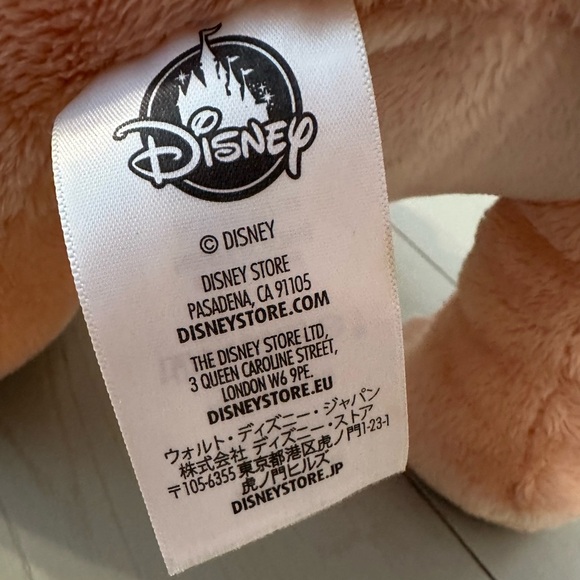 Disney
© DISNEY
DISNEY STORE
PASADENA, CA 91105
DISNEYSTORE.COM
THE DISNEY STORE LTD,
3 QUEEN CAROLINE STREET,
LONDON W6 9PE.
DISNEYSTORE.EU
ウォルト・ディズニー・ジャパン
株式会社 ディズニー・ストア
〒105-6355 東京都港区虎ノ門1-23-1
虎ノ門ヒルズ
DISNEYSTORE.JP